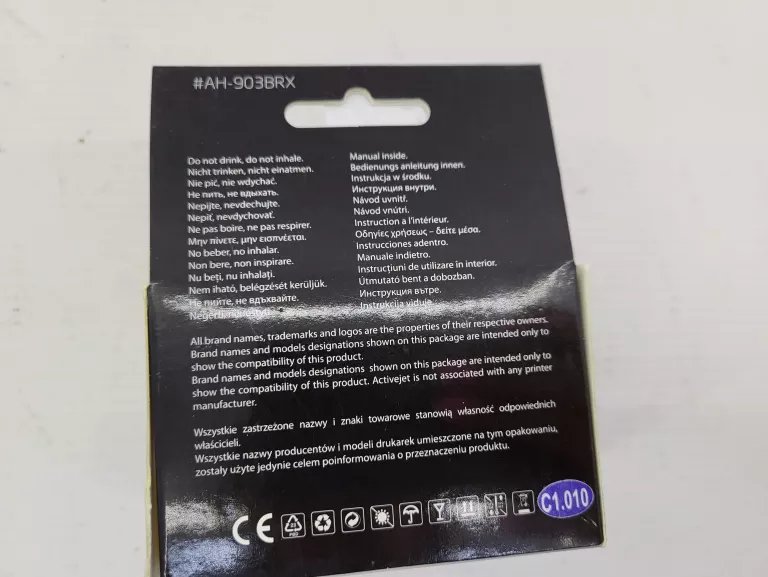 #AH-903BRX
Do not drink, do not inhale.
Nicht trinken, nicht einatmen.
Nie pić, nie wdychać.
Не пить, не вдыхать.
Nepijte, nevdechujte.
Nepiť, nevdychovať.
Ne pas boire, ne pas respirer.
Μην πίνετε, μην εισπνέεται.
No beber, no inhalar.
Non bere, non inspirare.
Nu beți, nu inhalați.
Nem iható, belégzését kerüljük.
Не пийте, не вдъхвайте.
Manual inside.
Bedienungs anleitung innen.
Instrukcja w środku.
Инструкция внутри.
Návod uvnitř.
Návod vnútri.
Instruction a l'intérieur.
Οδηγίες χρήσεως – δείτε μέσα.
Instrucciones adentro.
Manuale indietro.
Instrucțiuni de utilizare in interior.
Útmutató bent a dobozban.
Инструкция вътре.
Instrukcija viduje.
All brand names, trademarks and logos are the properties of their respective owners.
Brand names and models designations shown on this package are intended only to
show the compatibility of this product.
Brand names and models designations shown on this package are intended only to
show the compatibility of this product. Activejet is not associated with any printer
manufacturer.
Wszystkie zastrzeżone nazwy i znaki towarowe stanowią własność odpowiednich
właścicieli.
Wszystkie nazwy producentów i modeli drukarek umieszczone na tym opakowaniu,
zostały użyte jedynie celem poinformowania o przeznaczeniu produktu.
CE
C1.010